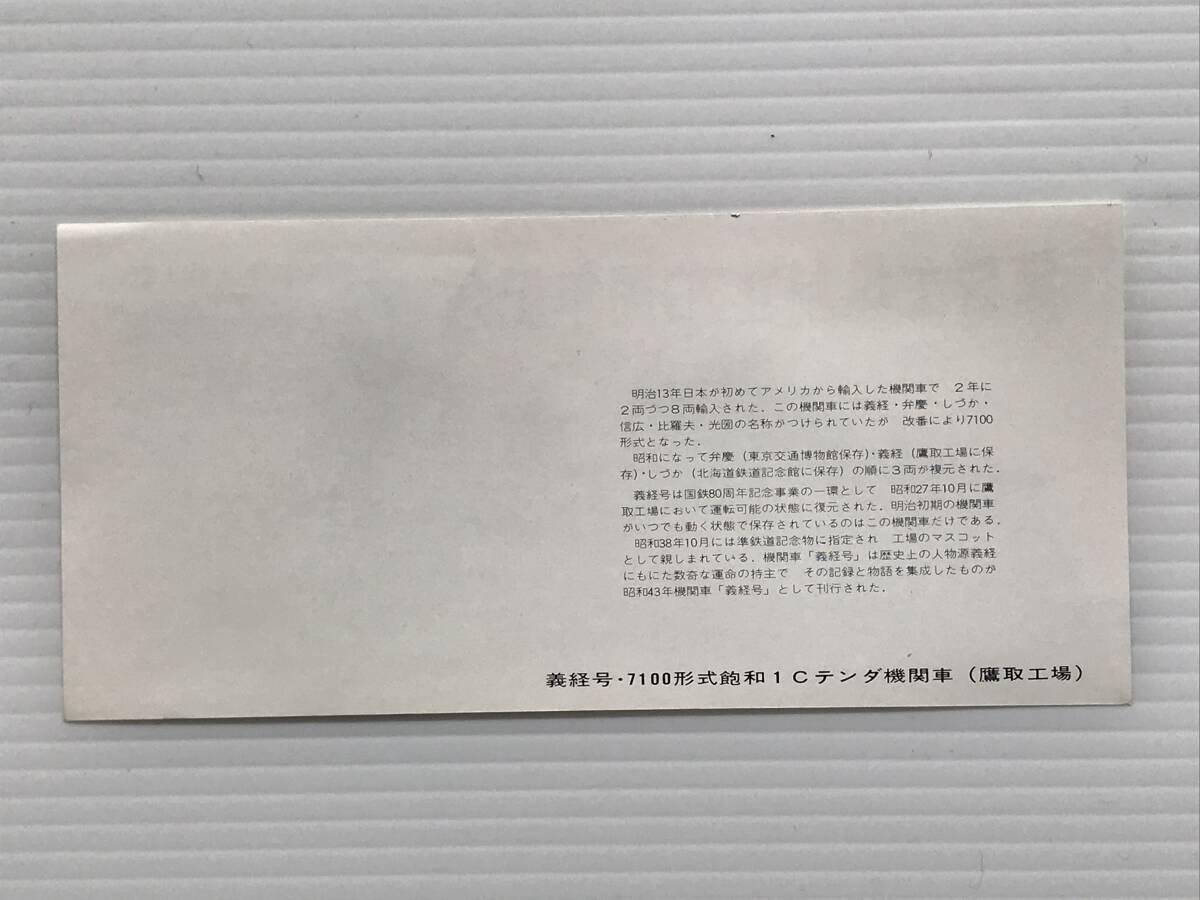 明治13年日本が初めてアメリカから輸入した機関車で　2年に
2両づつ8両輸入された．この機関車には義経・弁慶・しづか・
信広・比羅夫・光圀の名称がつけられていたが　改番により7100
形式となった．
昭和になって弁慶（東京交通博物館保存）・義経（鷹取工場に保
存）・しづか（北海道鉄道記念館に保存）の順に3両が復元された．
義経号は国鉄80周年記念事業の一環として　昭和27年10月に鷹
取工場において運転可能の状態に復元された．明治初期の機関車
がいつでも動く状態で保存されているのはこの機関車だけである．
昭和38年10月には準鉄道記念物に指定され　工場のマスコット
として親しまれている．機関車「義経号」は歴史上の人物源義経
にもにた数奇な運命の持主で　その記録と物語を集成したものが
昭和43年機関車「義経号」として刊行された．
義経号・7100形式飽和1Cテンダ機関車（鷹取工場）